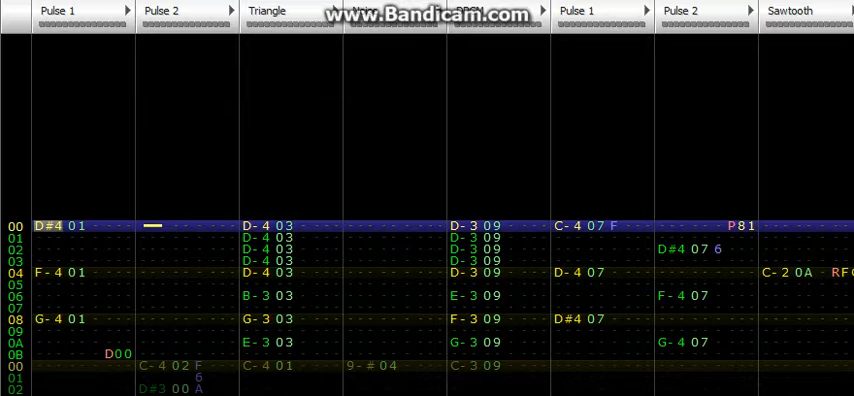 www.Bandicam.com
Pulse 1 Pulse 2 Triangle Noise DPCM Pulse 1 Pulse 2 Sawtooth
00 D#4 01 D-4 03 D-3 09 C-4 07 F P81
01 D-4 03 D-3 09
02 D-4 03 D-3 09 D#4 07 6
03 D-4 03 D-3 09
04 F-4 01 D-4 03 D-3 09 D-4 07 C-2 0A RF
05
06 B-3 03 E-3 09 F-4 07
07
08 G-4 01 G-3 03 F-3 09 D#4 07
09
0A E-3 03 G-3 09 G-4 07
0B D00
00 C-4 02 F C-4 01 9-# 04 C-3 09
01 6
02 D#3 00 A